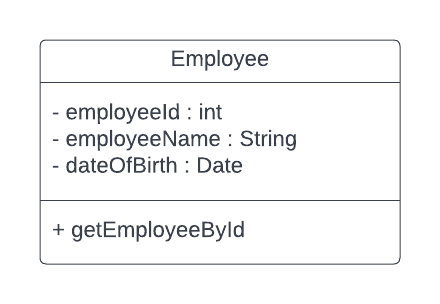 Employee
- employeeId : int
- employeeName : String
- dateOfBirth : Date
+ getEmployeeById